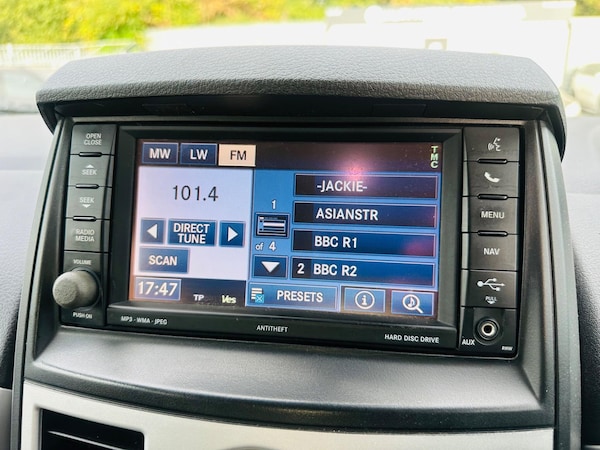 OPEN
CLOSE
SEEK
SEEK
RADIO
MEDIA
VOLUME
PUSH ON
MW LW FM
TMC
101.4
DIRECT
TUNE
SCAN
17:47
TP Yes
1
of 4
-JACKIE-
ASIANSTR
BBC R1
2 BBC R2
PRESETS
MENU
NAV
PULL
AUX
MP3 - WMA - JPEG
ANTITHEFT
HARD DISC DRIVE